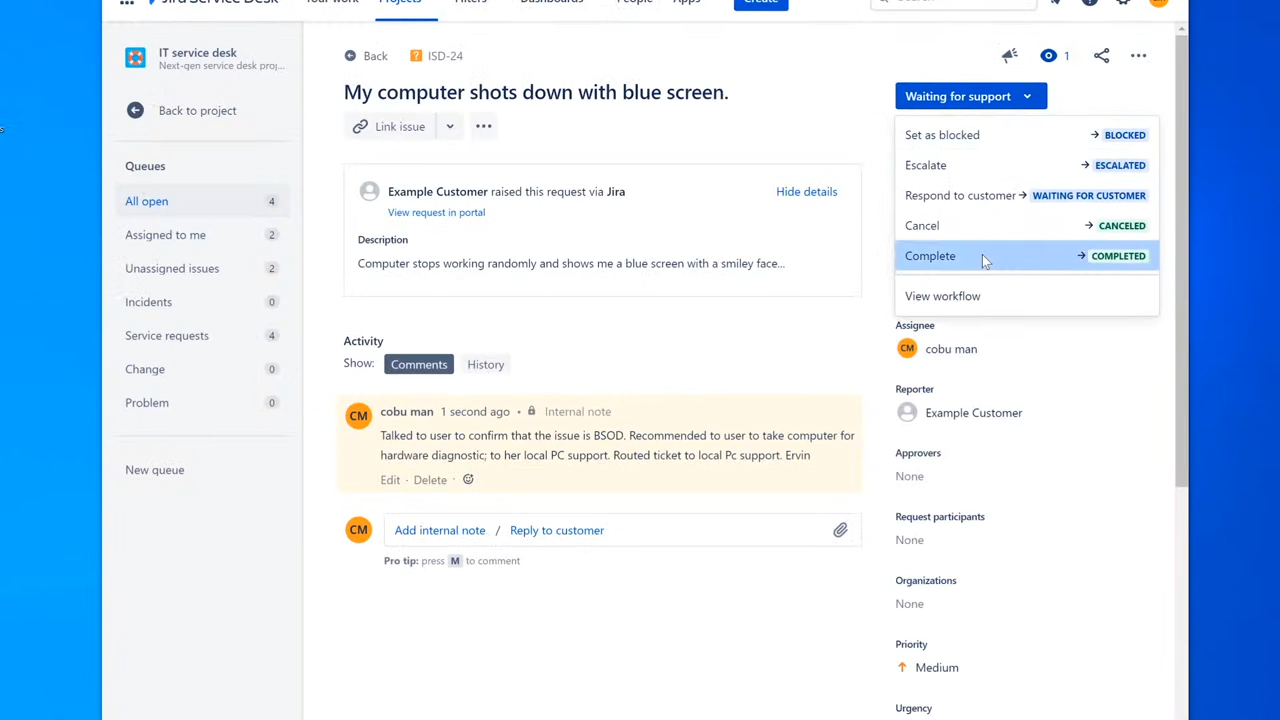 Jira Service Desk Your work Projects Filters Dashboards People Apps Create Search
IT service desk
Next-gen service desk proj...
Back to project
Queues
All open 4
Assigned to me 2
Unassigned issues 2
Incidents 0
Service requests 4
Change 0
Problem 0
New queue
Back ISD-24
1
My computer shots down with blue screen.
Link issue
Example Customer raised this request via Jira
Hide details
View request in portal
Description
Computer stops working randomly and shows me a blue screen with a smiley face...
Activity
Show: Comments History
CM cobu man 1 second ago • Internal note
Talked to user to confirm that the issue is BSOD. Recommended to user to take computer for
hardware diagnostic; to her local PC support. Routed ticket to local Pc support. Ervin
Edit · Delete ·
CM Add internal note / Reply to customer
Pro tip: press M to comment
Waiting for support
Set as blocked → BLOCKED
Escalate → ESCALATED
Respond to customer → WAITING FOR CUSTOMER
Cancel → CANCELED
Complete → COMPLETED
View workflow
Assignee
CM cobu man
Reporter
Example Customer
Approvers
None
Request participants
None
Organizations
None
Priority
Medium
Urgency